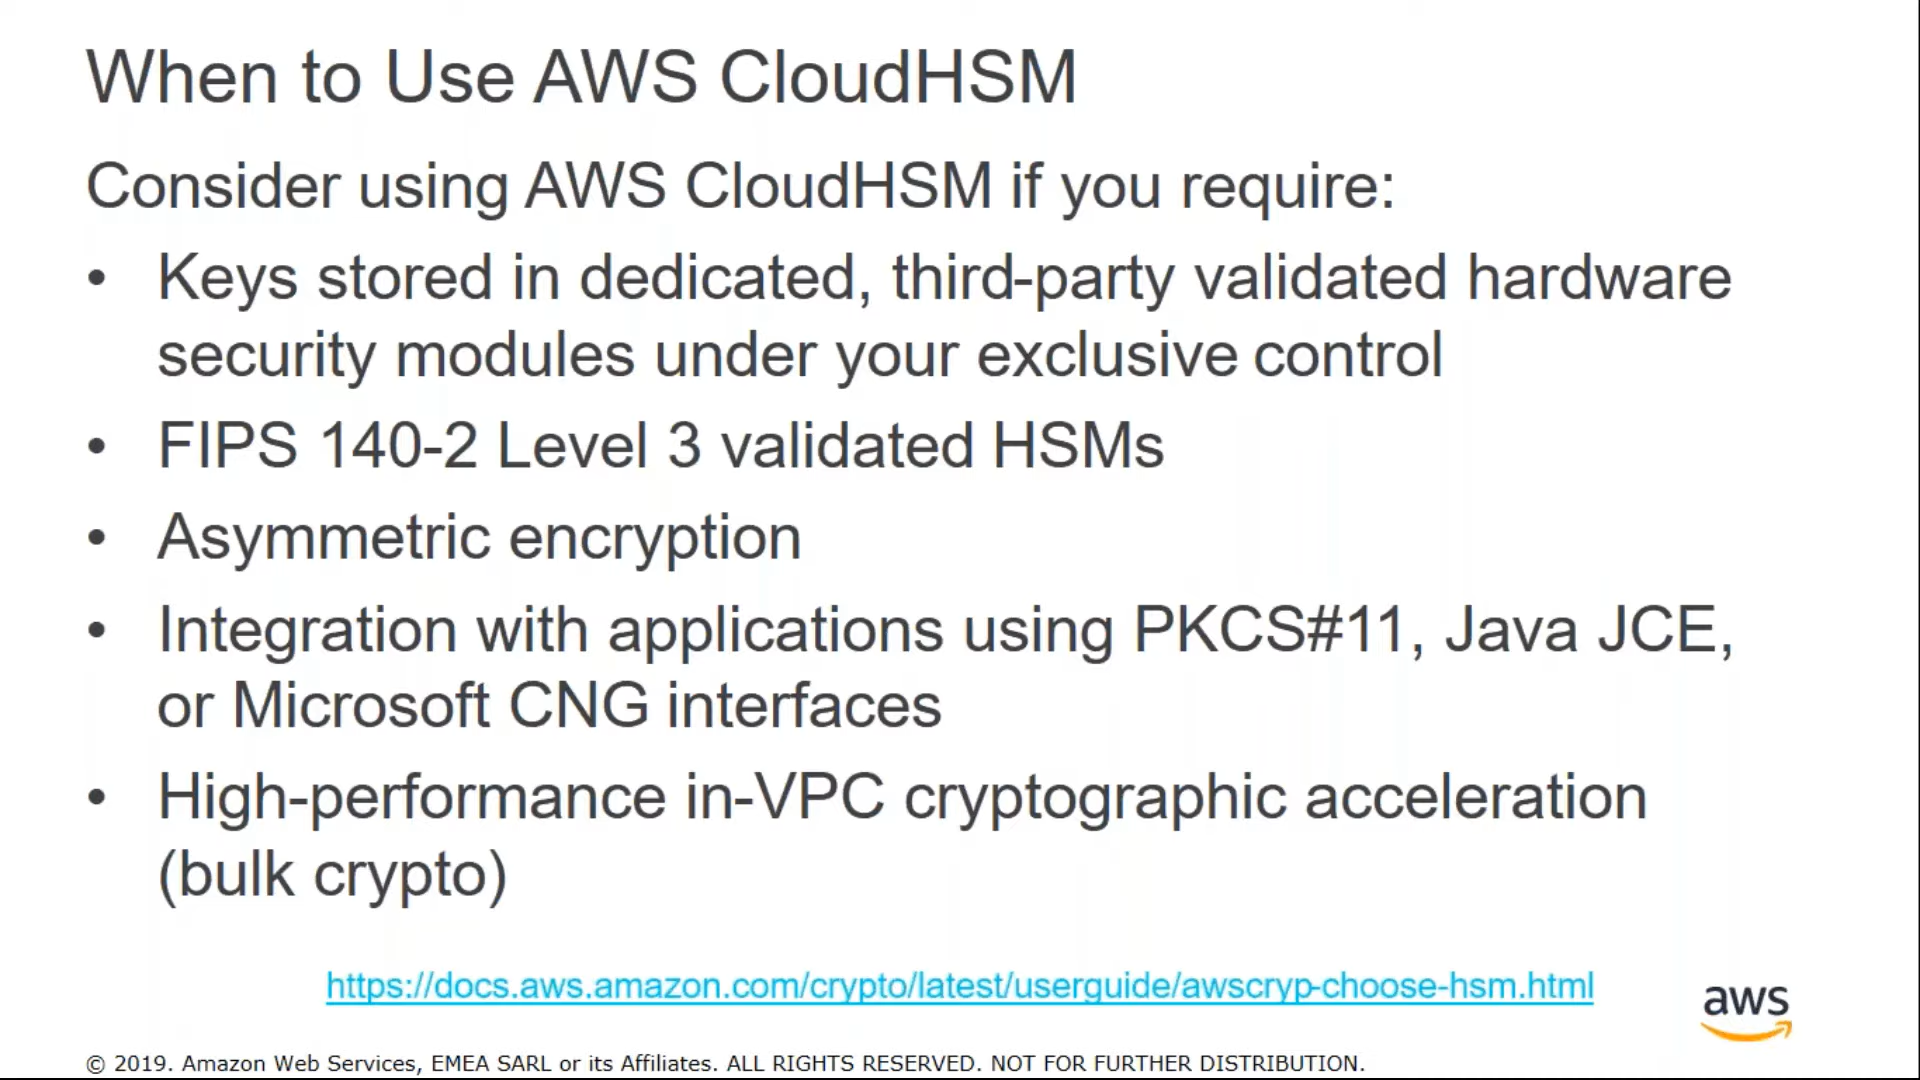 When to Use AWS CloudHSM
Consider using AWS CloudHSM if you require:
• Keys stored in dedicated, third-party validated hardware
security modules under your exclusive control
• FIPS 140-2 Level 3 validated HSMs
• Asymmetric encryption
• Integration with applications using PKCS#11, Java JCE,
or Microsoft CNG interfaces
• High-performance in-VPC cryptographic acceleration
(bulk crypto)
https://docs.aws.amazon.com/crypto/latest/userguide/awscryp-choose-hsm.html
aws
© 2019. Amazon Web Services, EMEA SARL or its Affiliates. ALL RIGHTS RESERVED. NOT FOR FURTHER DISTRIBUTION.